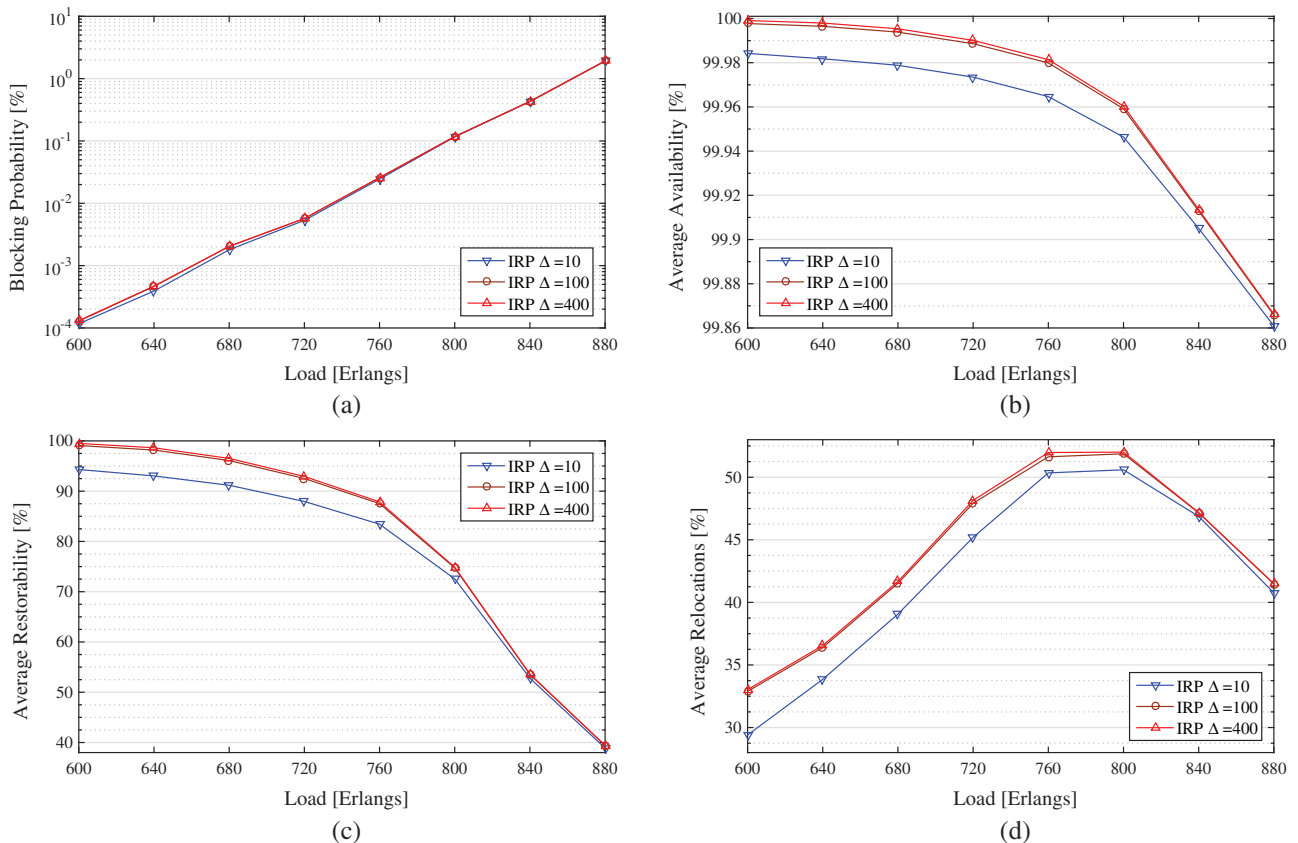 Blocking Probability [%]
10^1
10^0
10^-1
10^-2
10^-3
10^-4
600 640 680 720 760 800 840 880
Load [Erlangs]
IRP Δ =10
IRP Δ =100
IRP Δ =400
(a)
Average Availability [%]
100
99.98
99.96
99.94
99.92
99.9
99.88
99.86
600 640 680 720 760 800 840 880
Load [Erlangs]
IRP Δ =10
IRP Δ =100
IRP Δ =400
(b)
Average Restorability [%]
100
90
80
70
60
50
40
600 640 680 720 760 800 840 880
Load [Erlangs]
IRP Δ =10
IRP Δ =100
IRP Δ =400
(c)
Average Relocations [%]
50
45
40
35
30
600 640 680 720 760 800 840 880
Load [Erlangs]
IRP Δ =10
IRP Δ =100
IRP Δ =400
(d)